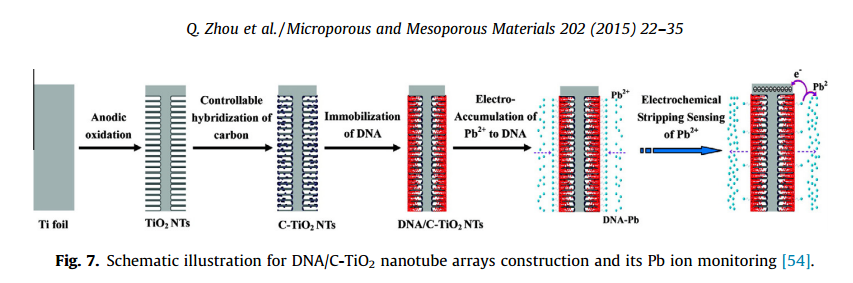 Q. Zhou et al. / Microporous and Mesoporous Materials 202 (2015) 22–35
Anodic
oxidation
Controllable
hybridization of
carbon
Immobilization
of DNA
Electro-
Accumulation of
Pb²⁺ to DNA
Pb²⁺
Electrochemical
Stripping Sensing
of Pb²⁺
e⁻
Pb²
Ti foil
TiO₂ NTs
C-TiO₂ NTs
DNA/C-TiO₂ NTs
DNA-Pb
Fig. 7. Schematic illustration for DNA/C-TiO₂ nanotube arrays construction and its Pb ion monitoring [54].